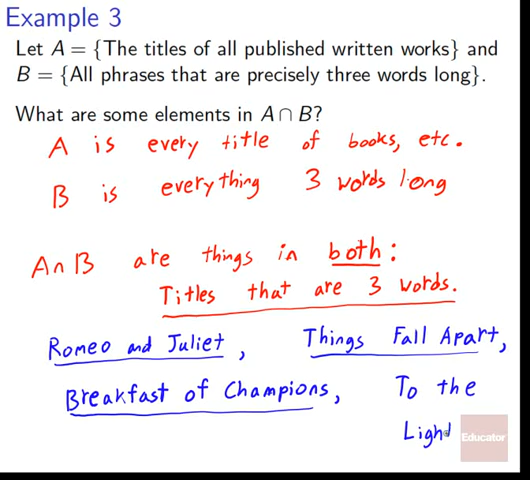 Example 3
Let A = {The titles of all published written works} and
B = {All phrases that are precisely three words long}.
What are some elements in A ∩ B?
A is every title of books, etc.
B is everything 3 words long
A∩B are things in both:
Titles that are 3 words.
Romeo and Juliet, Things Fall Apart,
Breakfast of Champions, To the
Light
Educator